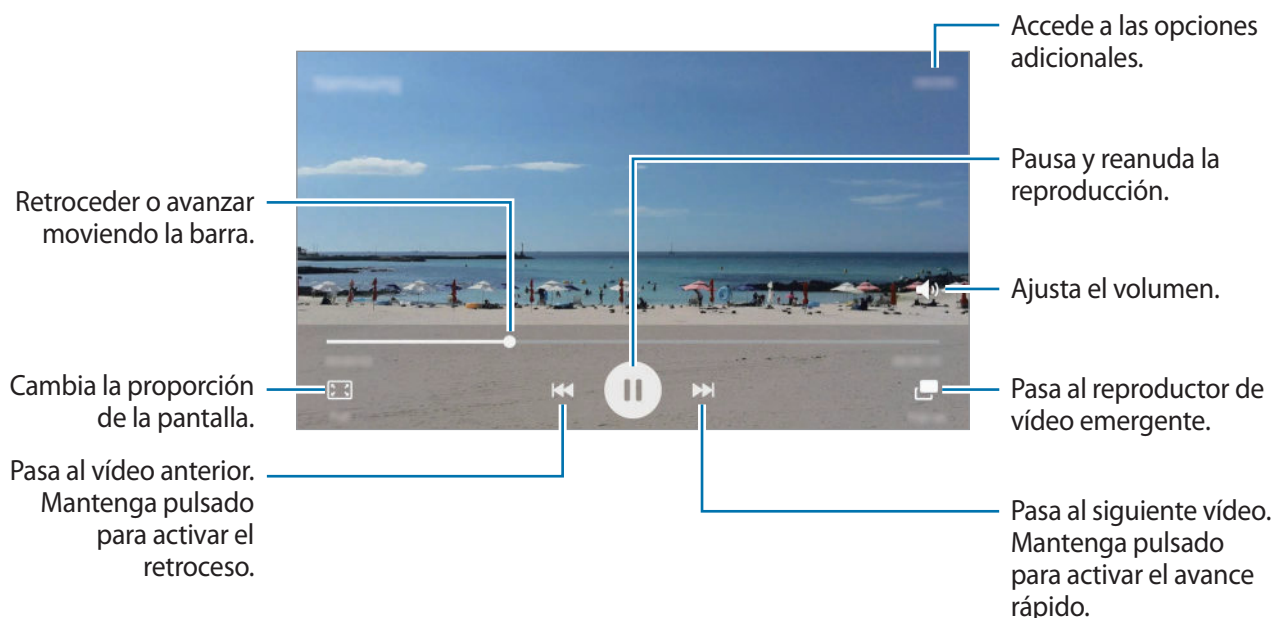 Accede a las opciones
adicionales.
Pausa y reanuda la
reproducción.
Retroceder o avanzar
moviendo la barra.
Ajusta el volumen.
Cambia la proporción
de la pantalla.
Pasa al reproductor de
vídeo emergente.
Pasa al vídeo anterior.
Mantenga pulsado
para activar el
retroceso.
Pasa al siguiente vídeo.
Mantenga pulsado
para activar el avance
rápido.